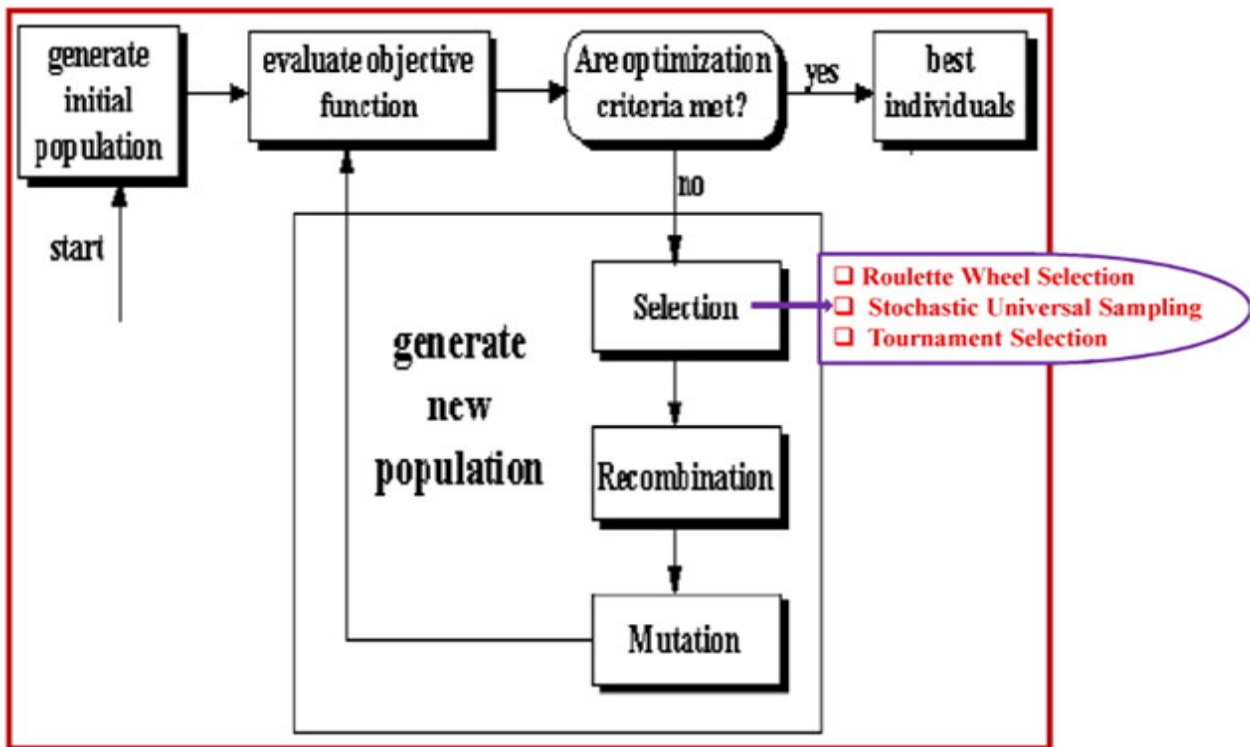 generate
initial
population
evaluate objective
function
Are optimization
criteria met?
yes
best
individuals
no
start
Selection
❑ Roulette Wheel Selection
❑ Stochastic Universal Sampling
❑ Tournament Selection
generate
new
population
Recombination
Mutation